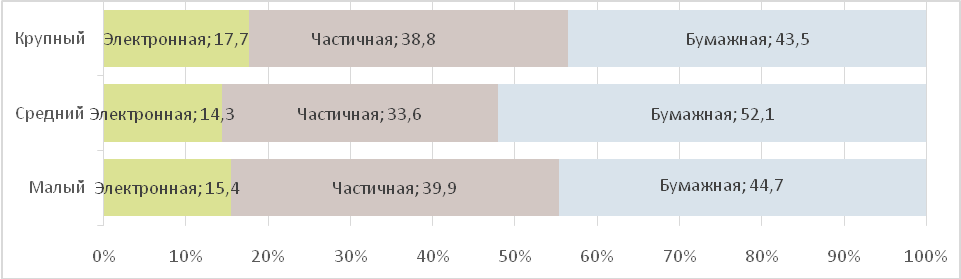 Крупный Электронная; 17,7 Частичная; 38,8 Бумажная; 43,5
Средний Электронная; 14,3 Частичная; 33,6 Бумажная; 52,1
Малый Электронная; 15,4 Частичная; 39,9 Бумажная; 44,7
0% 10% 20% 30% 40% 50% 60% 70% 80% 90% 100%